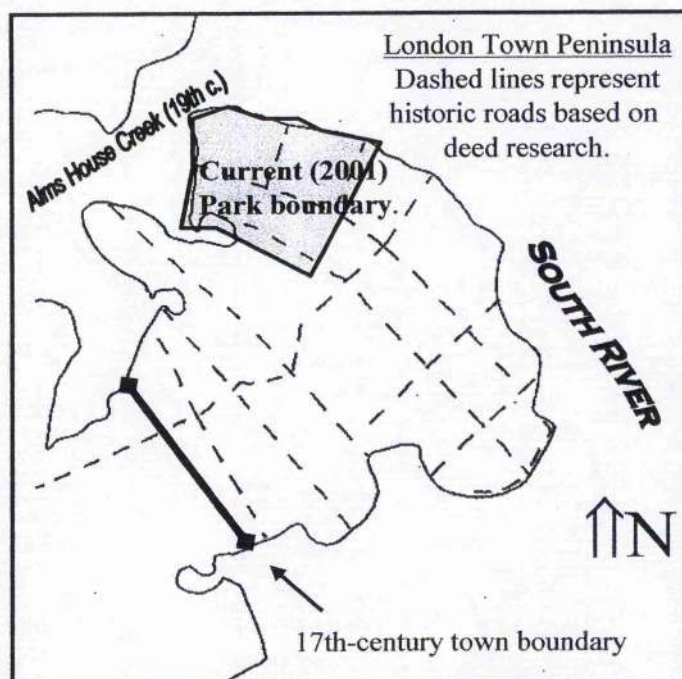 London Town Peninsula
Dashed lines represent
historic roads based on
deed research.
Alms House Creek (19th c.)
Current (2001)
Park boundary.
SOUTH RIVER
N
17th-century town boundary